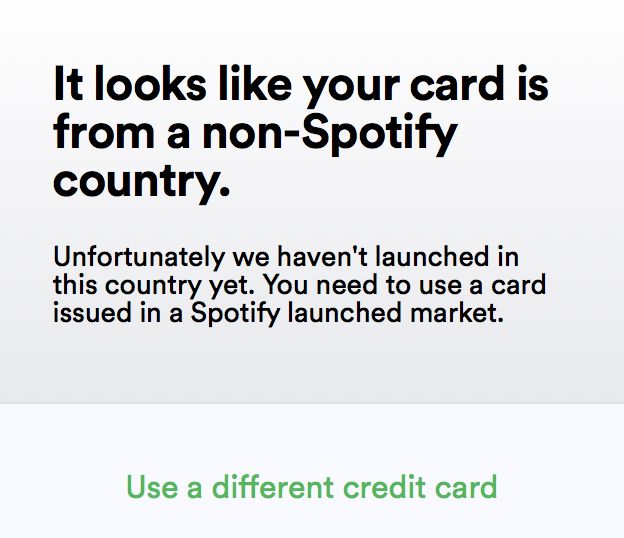 It looks like your card is
from a non-Spotify
country.
Unfortunately we haven't launched in
this country yet. You need to use a card
issued in a Spotify launched market.
Use a different credit card